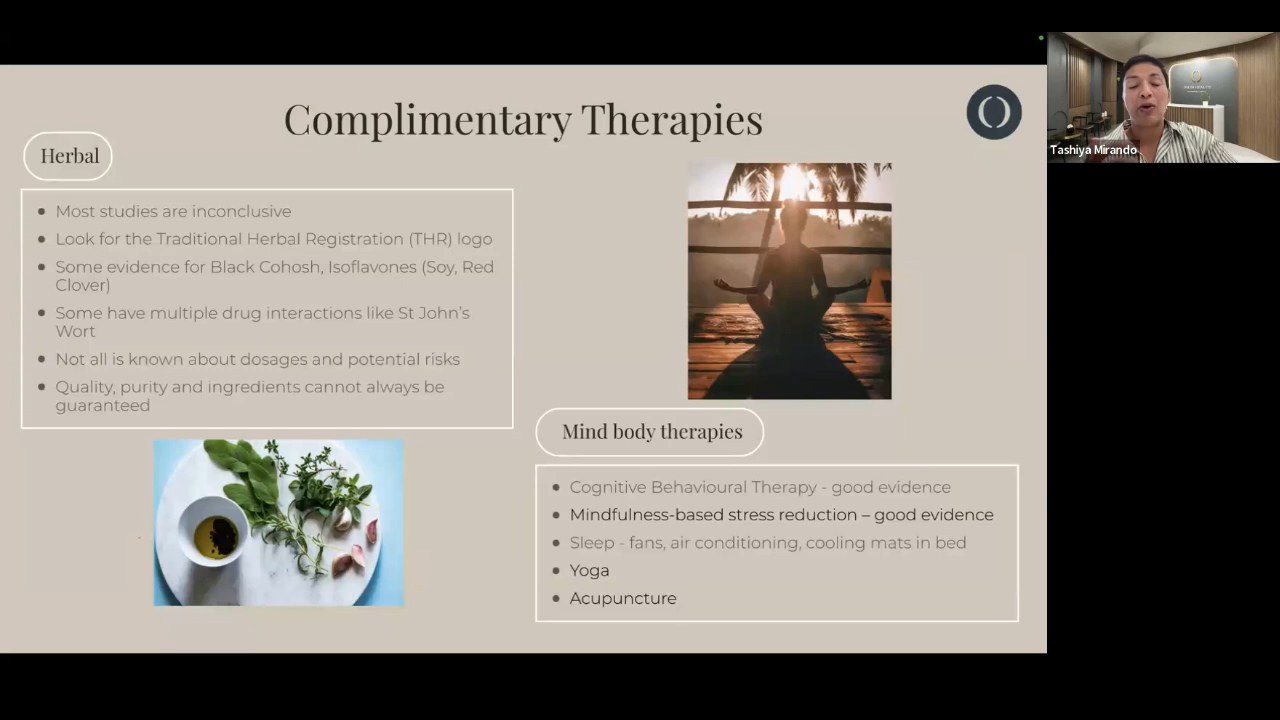 Complimentary Therapies
Herbal
Most studies are inconclusive
Look for the Traditional Herbal Registration (THR) logo
Some evidence for Black Cohosh, Isoflavones (Soy, Red
Clover)
Some have multiple drug interactions like St John's
Wort
Not all is known about dosages and potential risks
Quality, purity and ingredients cannot always be
guaranteed
Mind body therapies
Cognitive Behavioural Therapy - good evidence
Mindfulness-based stress reduction – good evidence
Sleep - fans, air conditioning, cooling mats in bed
Yoga
Acupuncture
Tashiya Mirando